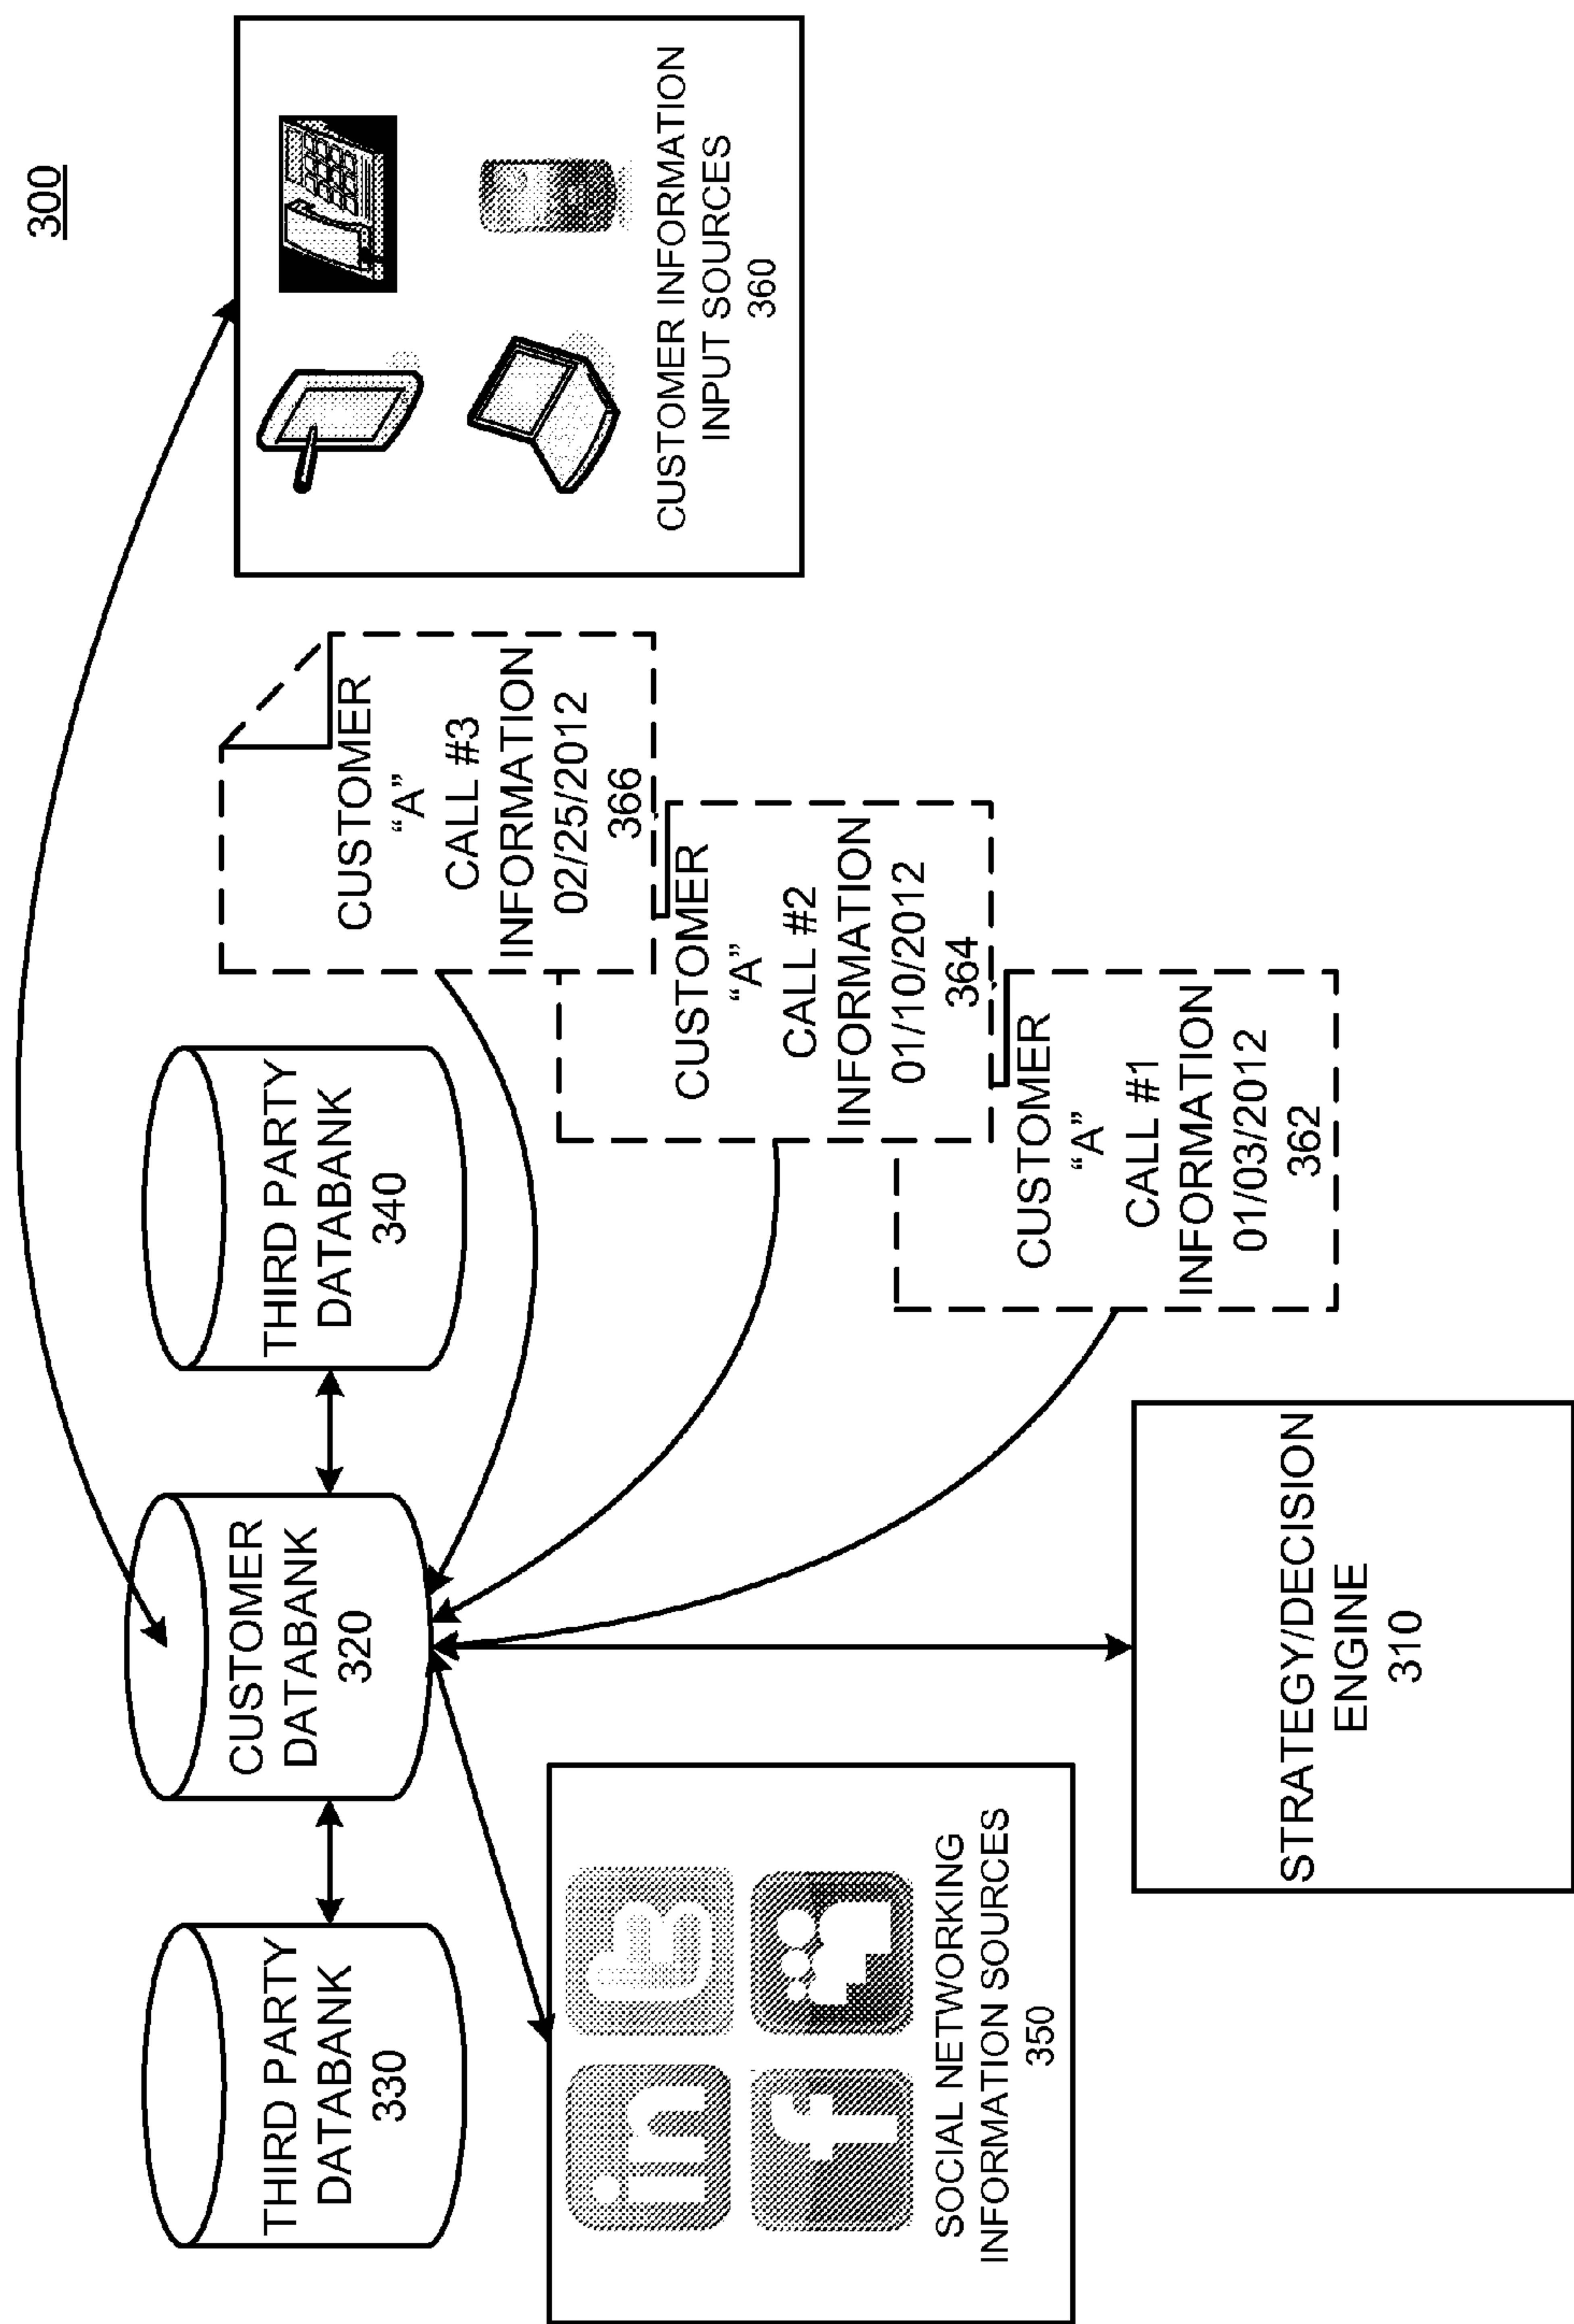 300
THIRD PARTY
DATABANK
330
CUSTOMER
DATABANK
320
THIRD PARTY
DATABANK
340
in
t
f
SOCIAL NETWORKING
INFORMATION SOURCES
350
STRATEGY/DECISION
ENGINE
310
CUSTOMER
“A”
CALL #3
INFORMATION
02/25/2012
366
CUSTOMER
“A”
CALL #2
INFORMATION
01/10/2012
364
CUSTOMER
“A”
CALL #1
INFORMATION
01/03/2012
362
CUSTOMER INFORMATION
INPUT SOURCES
360